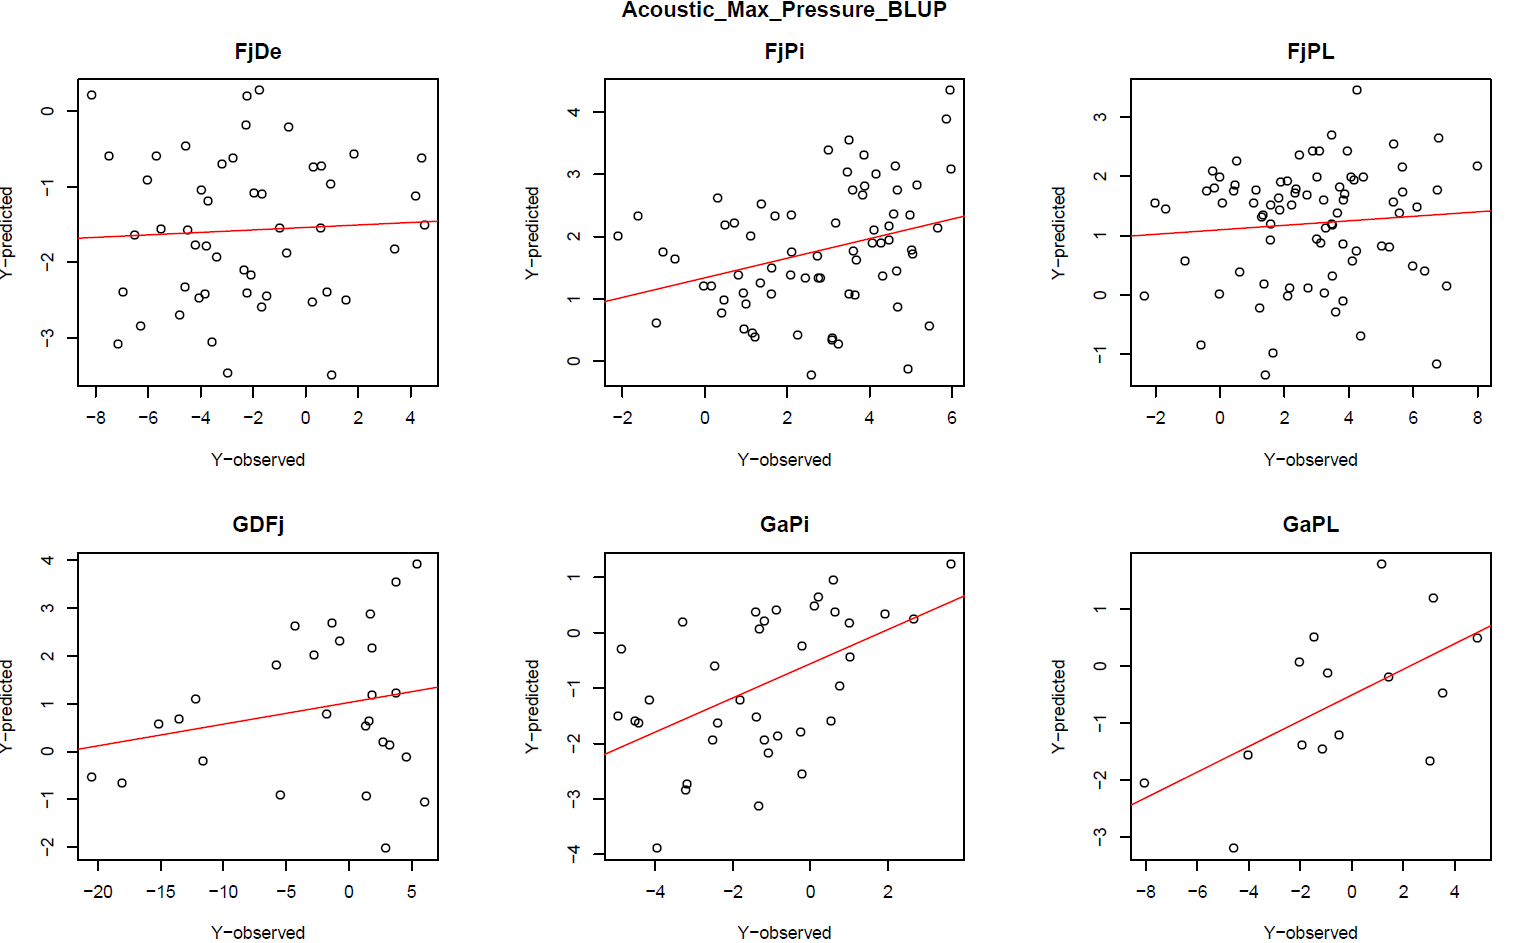 Acoustic_Max_Pressure_BLUP
FjDe
Y−predicted
0
−1
−2
−3
−8 −6 −4 −2 0 2 4
Y−observed
FjPi
Y−predicted
4
3
2
1
0
−2 0 2 4 6
Y−observed
FjPL
Y−predicted
3
2
1
0
−1
−2 0 2 4 6 8
Y−observed
GDFj
Y−predicted
4
3
2
1
0
−1
−2
−20 −15 −10 −5 0 5
Y−observed
GaPi
Y−predicted
1
0
−1
−2
−3
−4
−4 −2 0 2
Y−observed
GaPL
Y−predicted
1
0
−1
−2
−3
−8 −6 −4 −2 0 2 4
Y−observed